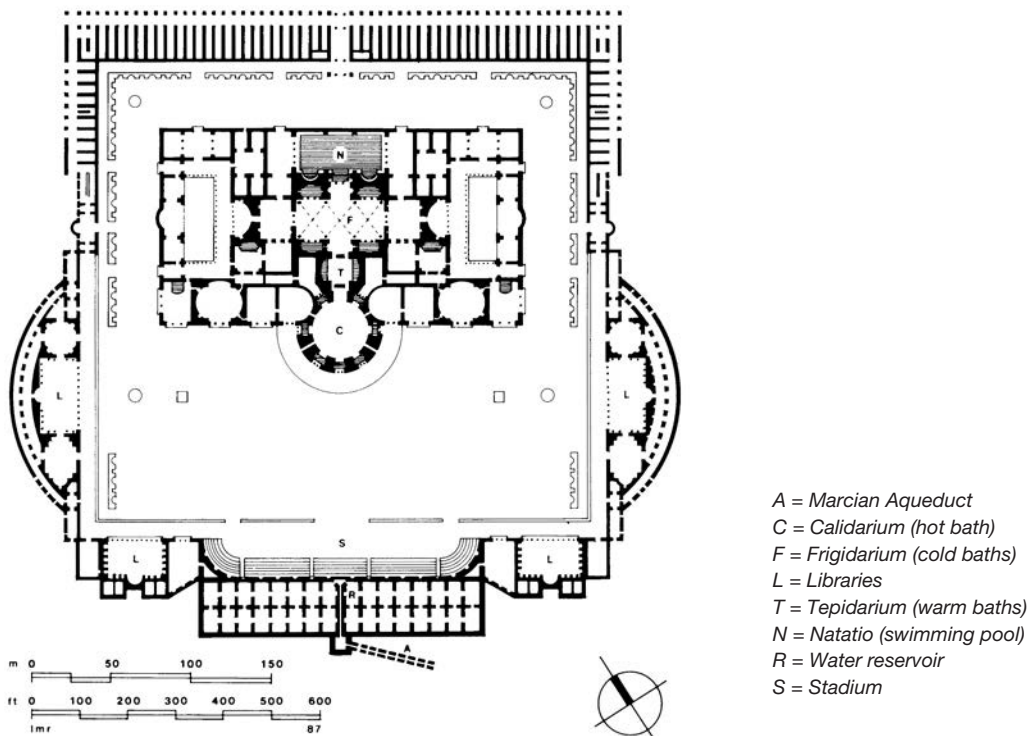 N
F
T
C
L
L
S
L
L
R
A
m 0 50 100 150
ft 0 100 200 300 400 500 600
lmr 87
A = Marcian Aqueduct
C = Calidarium (hot bath)
F = Frigidarium (cold baths)
L = Libraries
T = Tepidarium (warm baths)
N = Natatio (swimming pool)
R = Water reservoir
S = Stadium